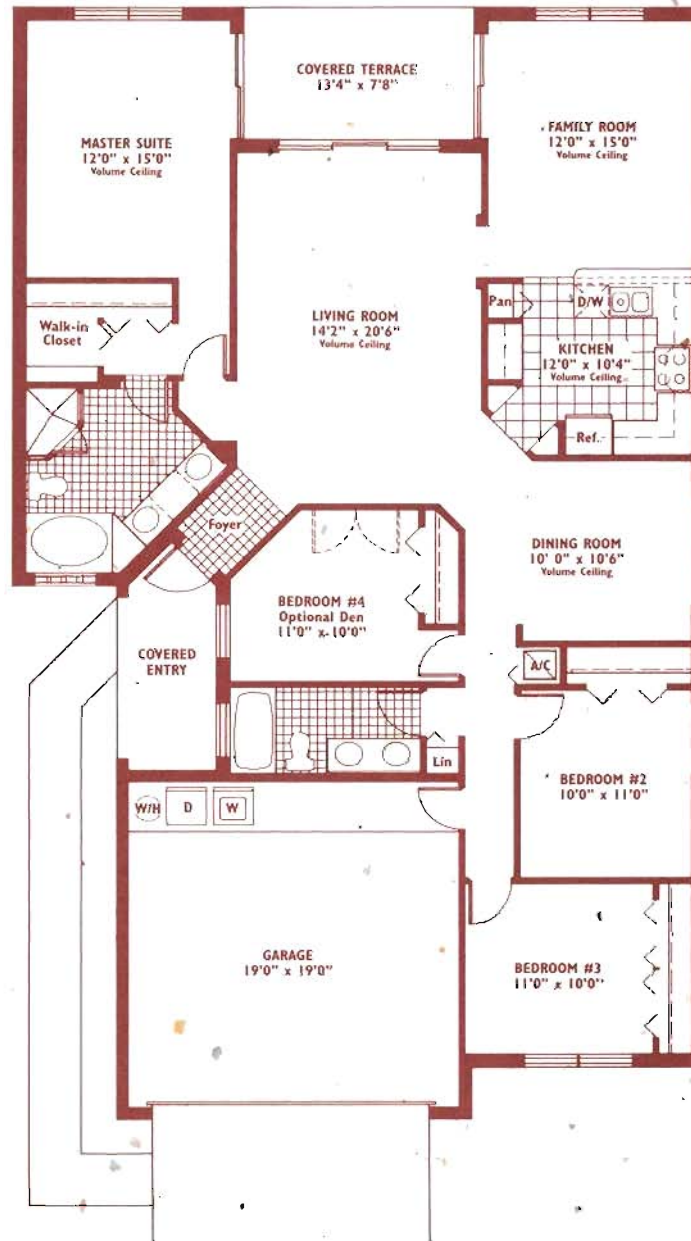 COVERED TERRACE
13'4" x 7'8"
MASTER SUITE
12'0" x 15'0"
Volume Ceiling
FAMILY ROOM
12'0" x 15'0"
Volume Ceiling
LIVING ROOM
14'2" x 20'6"
Volume Ceiling
Pan
D/W
Walk-in
Closet
KITCHEN
12'0" x 10'4"
Volume Ceiling
Ref.
Foyer
DINING ROOM
10' 0" x 10'6"
Volume Ceiling
BEDROOM #4
Optional Den
11'0" x 10'0"
COVERED
ENTRY
A/C
Lin
BEDROOM #2
10'0" x 11'0"
W/H
D
W
GARAGE
19'0" x 19'0"
BEDROOM #3
11'0" x 10'0"